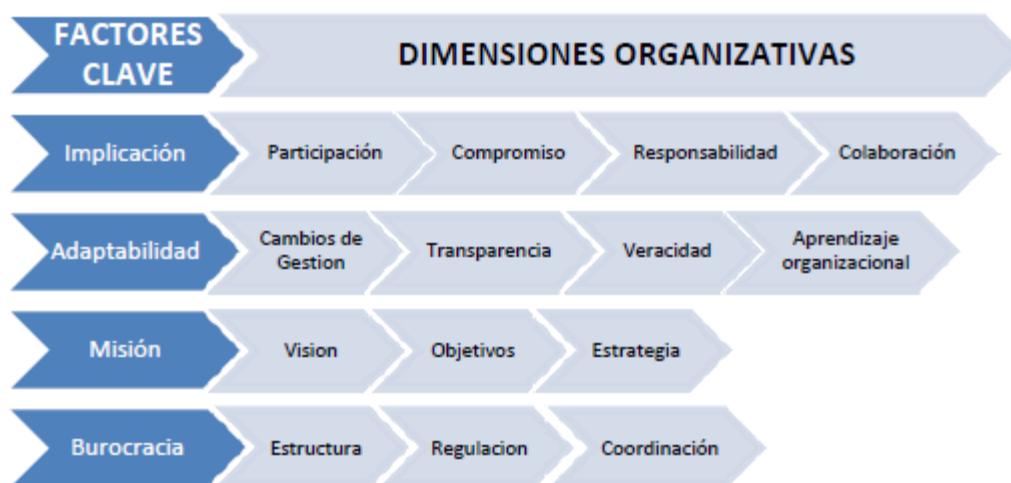 FACTORES
CLAVE
DIMENSIONES ORGANIZATIVAS
Implicación
Participación
Compromiso
Responsabilidad
Colaboración
Adaptabilidad
Cambios de
Gestion
Transparencia
Veracidad
Aprendizaje
organizacional
Misión
Vision
Objetivos
Estrategia
Burocracia
Estructura
Regulacion
Coordinación